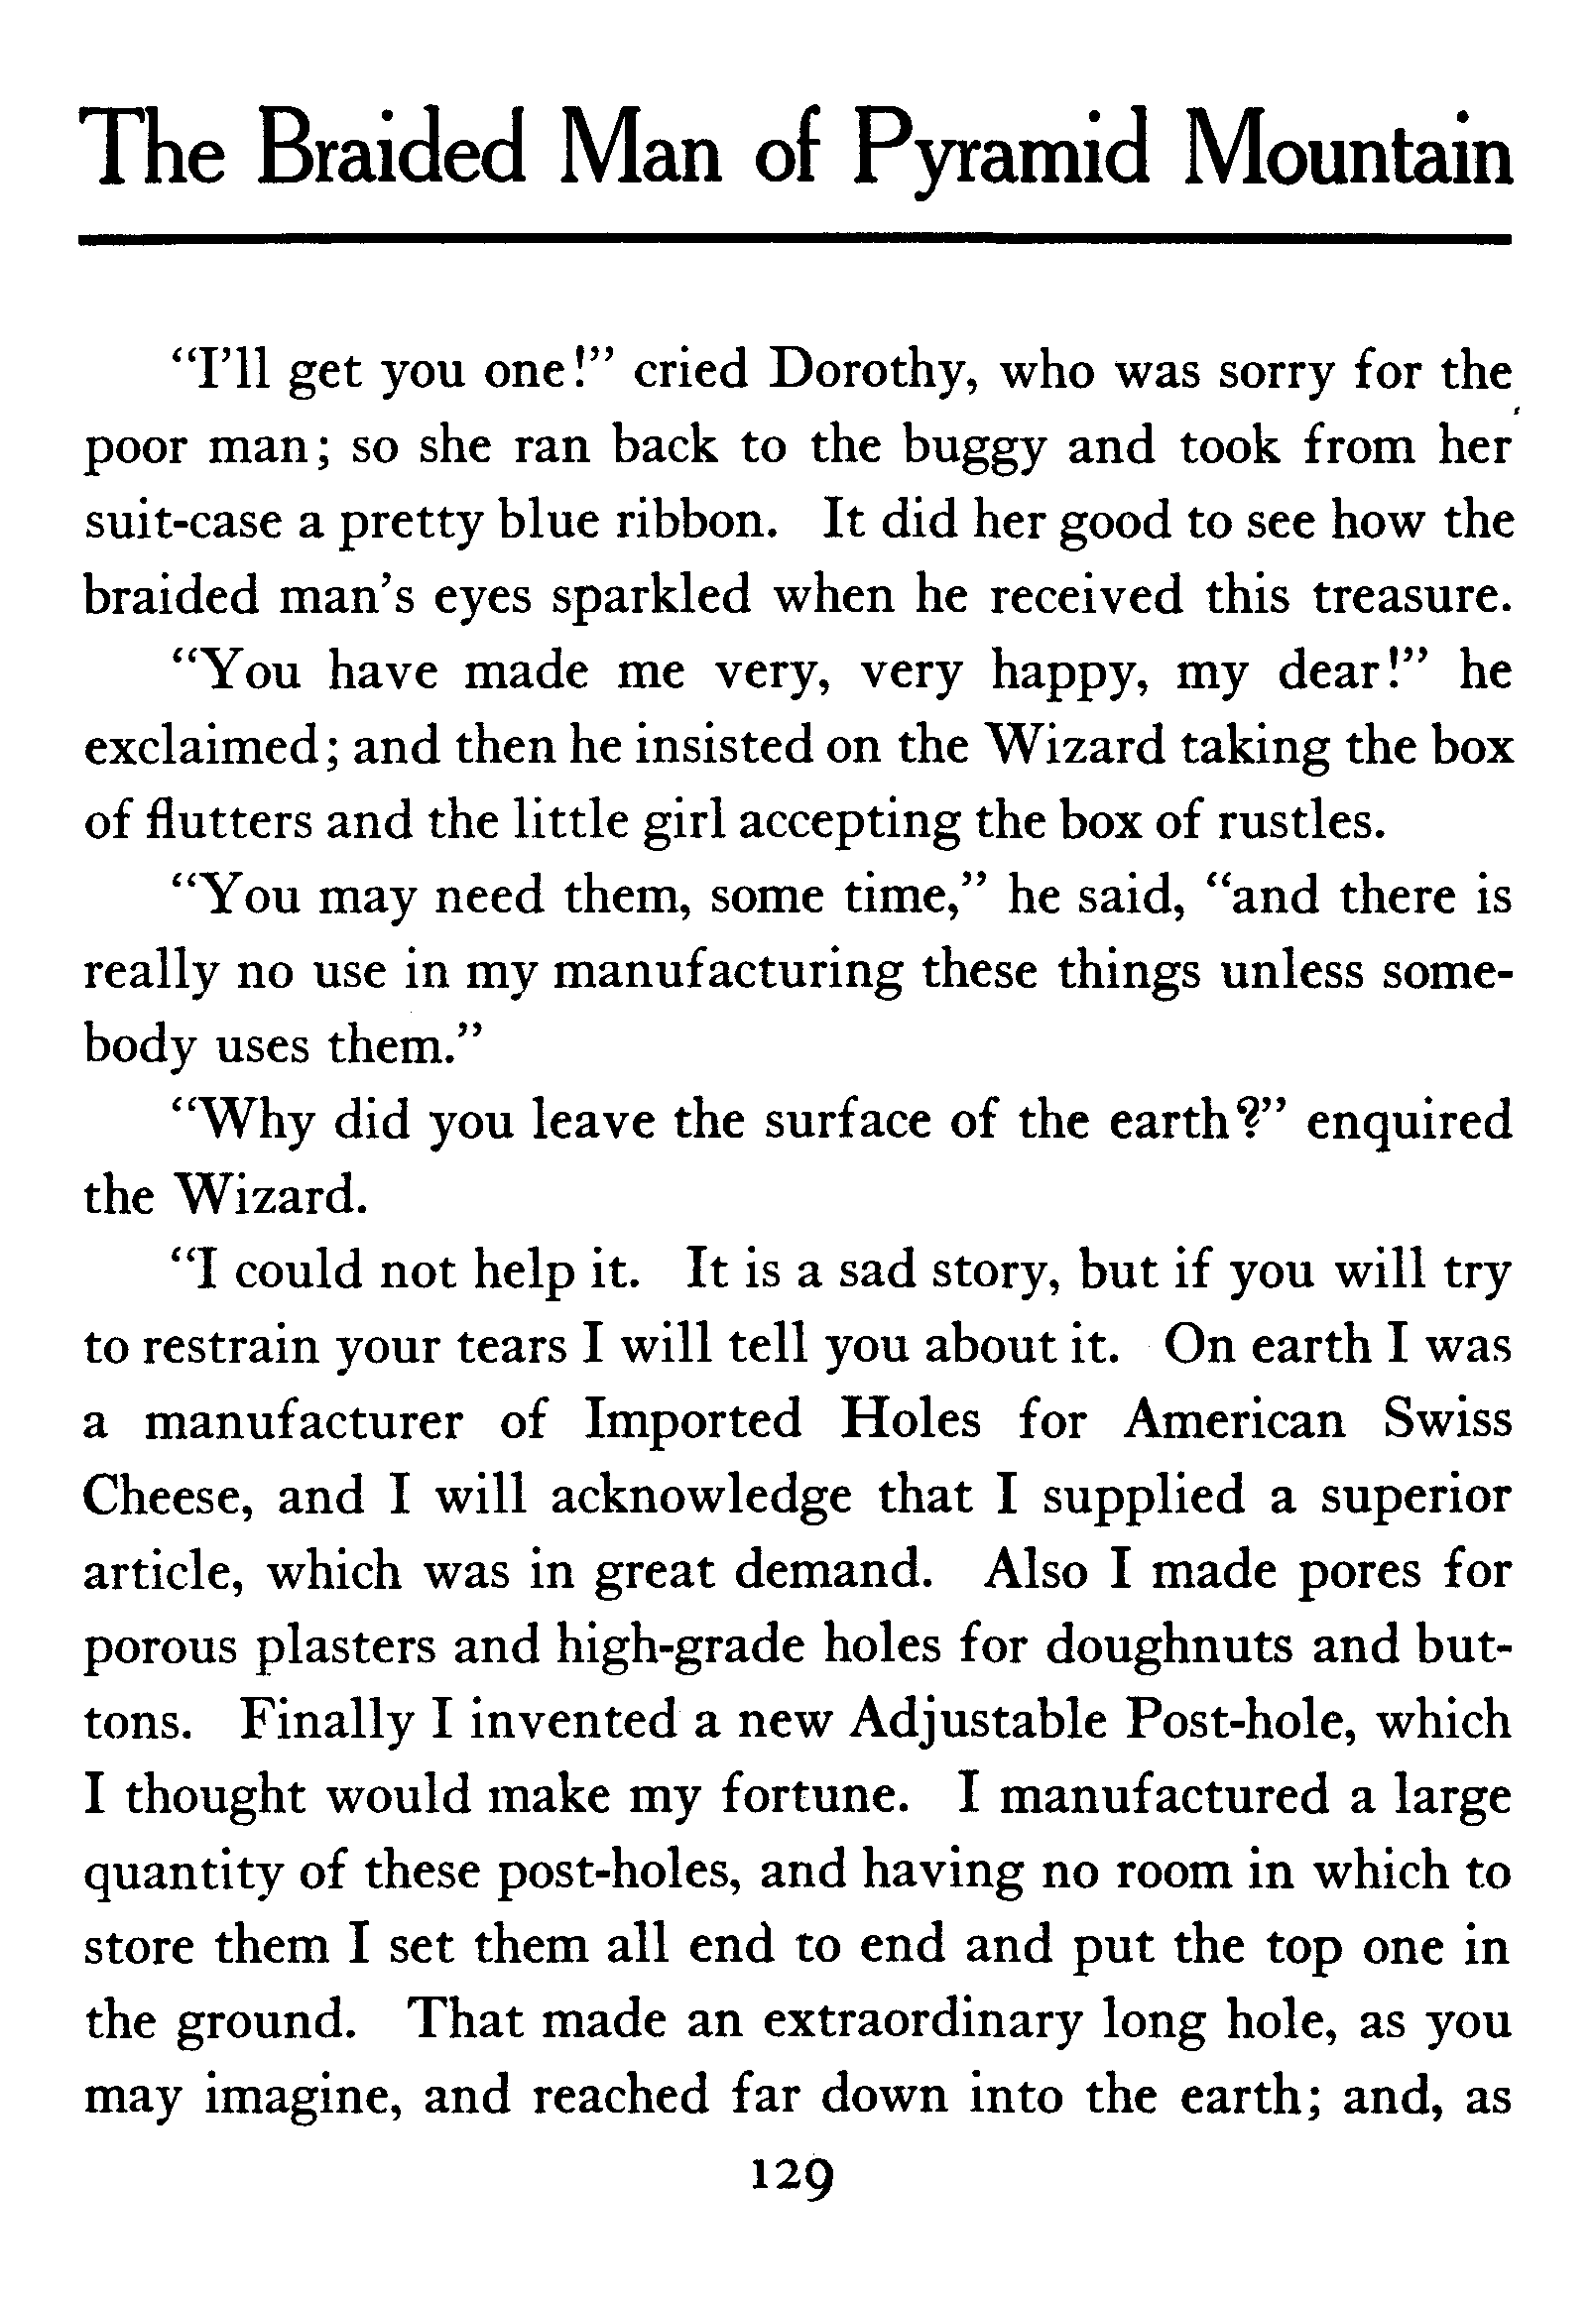 The Braided Man of Pyramid Mountain
“I’ll get you one!” cried Dorothy, who was sorry for the
poor man; so she ran back to the buggy and took from her
suit-case a pretty blue ribbon. It did her good to see how the
braided man’s eyes sparkled when he received this treasure.
“You have made me very, very happy, my dear!” he
exclaimed; and then he insisted on the Wizard taking the box
of flutters and the little girl accepting the box of rustles.
“You may need them, some time,” he said, “and there is
really no use in my manufacturing these things unless some-
body uses them.”
“Why did you leave the surface of the earth?” enquired
the Wizard.
“I could not help it. It is a sad story, but if you will try
to restrain your tears I will tell you about it. On earth I was
a manufacturer of Imported Holes for American Swiss
Cheese, and I will acknowledge that I supplied a superior
article, which was in great demand. Also I made pores for
porous plasters and high-grade holes for doughnuts and but-
tons. Finally I invented a new Adjustable Post-hole, which
I thought would make my fortune. I manufactured a large
quantity of these post-holes, and having no room in which to
store them I set them all end to end and put the top one in
the ground. That made an extraordinary long hole, as you
may imagine, and reached far down into the earth; and, as
129